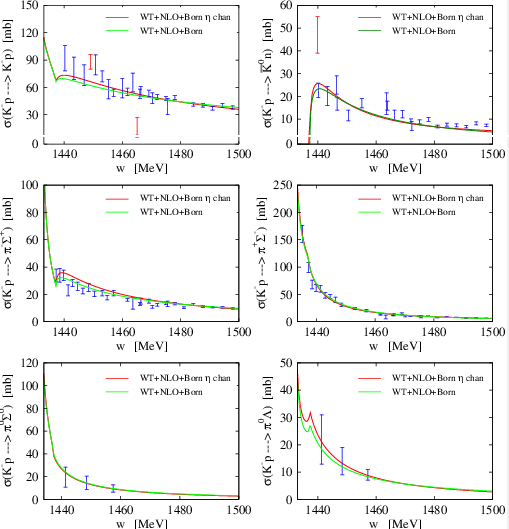 σ(K⁻p ---> K⁻p) [mb]
150
120
90
60
30
0
WT+NLO+Born η chan
WT+NLO+Born
1440 1460 1480 1500
w [MeV]
σ(K⁻p ---> K̅⁰ n) [mb]
60
50
40
30
20
10
0
WT+NLO+Born η chan
WT+NLO+Born
1440 1460 1480 1500
w [MeV]
σ(K⁻p ---> π⁻Σ⁺) [mb]
100
80
60
40
20
0
WT+NLO+Born η chan
WT+NLO+Born
1440 1460 1480 1500
w [MeV]
σ(K⁻p ---> π⁺Σ⁻) [mb]
250
200
150
100
50
0
WT+NLO+Born η chan
WT+NLO+Born
1440 1460 1480 1500
w [MeV]
σ(K⁻p ---> π⁰Σ⁰) [mb]
120
100
80
60
40
20
0
WT+NLO+Born η chan
WT+NLO+Born
1440 1460 1480 1500
w [MeV]
σ(K⁻p ---> π⁰Λ) [mb]
50
40
30
20
10
0
WT+NLO+Born η chan
WT+NLO+Born
1440 1460 1480 1500
w [MeV]